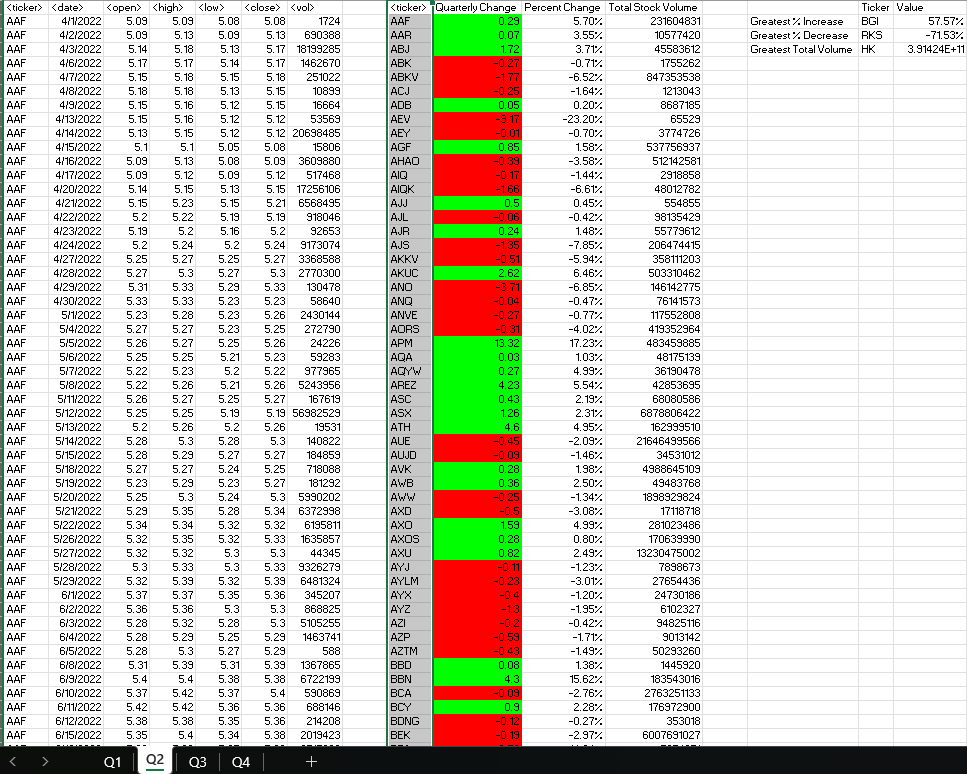 <ticker> <date> <open> <high> <low> <close> <vol> <ticker> Quarterly Change Percent Change Total Stock Volume Ticker Value
AAF 4/1/2022 5.09 5.09 5.08 5.08 1724 AAF 0.29 5.70% 231604831 Greatest % Increase BGI 57.57%
AAF 4/2/2022 5.09 5.13 5.09 5.13 690388 AAR 0.07 3.55% 10577420 Greatest % Decrease RKS -71.53%
AAF 4/3/2022 5.14 5.18 5.13 5.17 18199285 ABJ 1.72 3.71% 45583612 Greatest Total Volume HK 3.91424E+11
AAF 4/6/2022 5.17 5.17 5.14 5.17 1462670 ABK -0.27 -0.71% 1755262
AAF 4/7/2022 5.15 5.18 5.15 5.18 251022 ABKV -1.77 -6.52% 847353538
AAF 4/8/2022 5.18 5.18 5.13 5.15 10899 ACJ -0.25 -1.64% 1213043
AAF 4/9/2022 5.15 5.16 5.12 5.15 16664 ADB 0.05 0.20% 8687185
AAF 4/13/2022 5.15 5.16 5.12 5.12 53569 AEV -9.17 -23.20% 65529
AAF 4/14/2022 5.13 5.15 5.12 5.12 20698485 AEY -0.01 -0.70% 3774726
AAF 4/15/2022 5.1 5.1 5.05 5.08 15806 AGF 0.85 1.58% 537756937
AAF 4/16/2022 5.09 5.13 5.08 5.09 3609880 AHAO -0.39 -3.58% 512142581
AAF 4/17/2022 5.09 5.12 5.09 5.12 517468 AIQ -0.17 -1.44% 2918858
AAF 4/20/2022 5.14 5.15 5.13 5.15 17256106 AIQK -1.66 -6.61% 48012782
AAF 4/21/2022 5.15 5.23 5.15 5.21 6568495 AJJ 0.5 0.45% 554855
AAF 4/22/2022 5.2 5.22 5.19 5.19 918046 AJL -0.06 -0.42% 98135429
AAF 4/23/2022 5.19 5.2 5.16 5.2 92653 AJR 0.24 1.48% 55779612
AAF 4/24/2022 5.2 5.24 5.2 5.24 9173074 AJS -1.35 -7.85% 206474415
AAF 4/27/2022 5.25 5.27 5.25 5.27 3368588 AKKV -0.51 -5.94% 358111203
AAF 4/28/2022 5.27 5.3 5.27 5.3 2770300 AKUC 2.62 6.46% 503310462
AAF 4/29/2022 5.31 5.33 5.29 5.33 130478 ANO -3.71 -6.85% 146142775
AAF 4/30/2022 5.33 5.33 5.23 5.23 58640 ANQ -0.04 -0.47% 76141573
AAF 5/1/2022 5.23 5.28 5.23 5.26 2430144 ANVE -0.27 -0.77% 117552808
AAF 5/4/2022 5.27 5.27 5.23 5.25 272790 AORS -0.31 -4.02% 419352964
AAF 5/5/2022 5.26 5.27 5.25 5.26 24226 APM 13.32 17.23% 483459885
AAF 5/6/2022 5.25 5.25 5.21 5.23 59283 AQA 0.03 1.03% 48175139
AAF 5/7/2022 5.22 5.23 5.2 5.22 977965 AQYW 0.27 4.99% 36190478
AAF 5/8/2022 5.22 5.26 5.21 5.26 5243956 AREZ 4.23 5.54% 42853695
AAF 5/11/2022 5.26 5.27 5.25 5.27 167619 ASC 0.43 2.19% 68080586
AAF 5/12/2022 5.25 5.25 5.19 5.19 56982529 ASX 1.26 2.31% 6878806422
AAF 5/13/2022 5.2 5.26 5.2 5.26 19531 ATH 4.6 4.95% 162999510
AAF 5/14/2022 5.28 5.3 5.28 5.3 140822 AUE -0.45 -2.09% 21646499566
AAF 5/15/2022 5.28 5.29 5.27 5.27 184859 AUJD -0.09 -1.46% 34531012
AAF 5/18/2022 5.27 5.27 5.24 5.25 718088 AVK 0.28 1.98% 4988645109
AAF 5/19/2022 5.23 5.29 5.23 5.27 181292 AWB 0.36 2.50% 49483768
AAF 5/20/2022 5.25 5.3 5.24 5.3 5990202 AWW -0.25 -1.34% 1898929824
AAF 5/21/2022 5.29 5.35 5.28 5.34 6372998 AXD -0.5 -3.08% 17118718
AAF 5/22/2022 5.34 5.34 5.32 5.32 6195811 AXO 1.59 4.99% 281023486
AAF 5/26/2022 5.32 5.35 5.32 5.33 1635857 AXOS 0.28 0.80% 170639990
AAF 5/27/2022 5.32 5.32 5.3 5.3 44345 AXU 0.82 2.49% 13230475002
AAF 5/28/2022 5.3 5.33 5.3 5.33 9326279 AYJ -0.11 -1.23% 7898673
AAF 5/29/2022 5.32 5.39 5.32 5.39 6481324 AYLM -0.23 -3.01% 27654436
AAF 6/1/2022 5.37 5.37 5.35 5.36 345207 AYX -0.4 -1.20% 24730186
AAF 6/2/2022 5.36 5.36 5.3 5.3 868825 AYZ -1.3 -1.95% 6102327
AAF 6/3/2022 5.28 5.32 5.28 5.3 5105255 AZI -0.2 -0.42% 94825116
AAF 6/4/2022 5.28 5.29 5.25 5.29 1463741 AZP -0.59 -1.71% 9013142
AAF 6/5/2022 5.28 5.3 5.27 5.29 588 AZTM -0.43 -1.49% 50293260
AAF 6/8/2022 5.31 5.39 5.31 5.39 1367865 BBD 0.08 1.38% 1445920
AAF 6/9/2022 5.4 5.4 5.38 5.38 6722199 BBN 4.3 15.62% 183543016
AAF 6/10/2022 5.37 5.42 5.37 5.4 590869 BCA -0.09 -2.76% 2763251133
AAF 6/11/2022 5.42 5.42 5.36 5.36 688146 BCY 0.9 2.28% 176972900
AAF 6/12/2022 5.38 5.38 5.35 5.36 214208 BDNG -0.12 -0.27% 353018
AAF 6/15/2022 5.35 5.4 5.34 5.38 2019423 BEK -0.19 -2.97% 6007691027
Q1 Q2 Q3 Q4